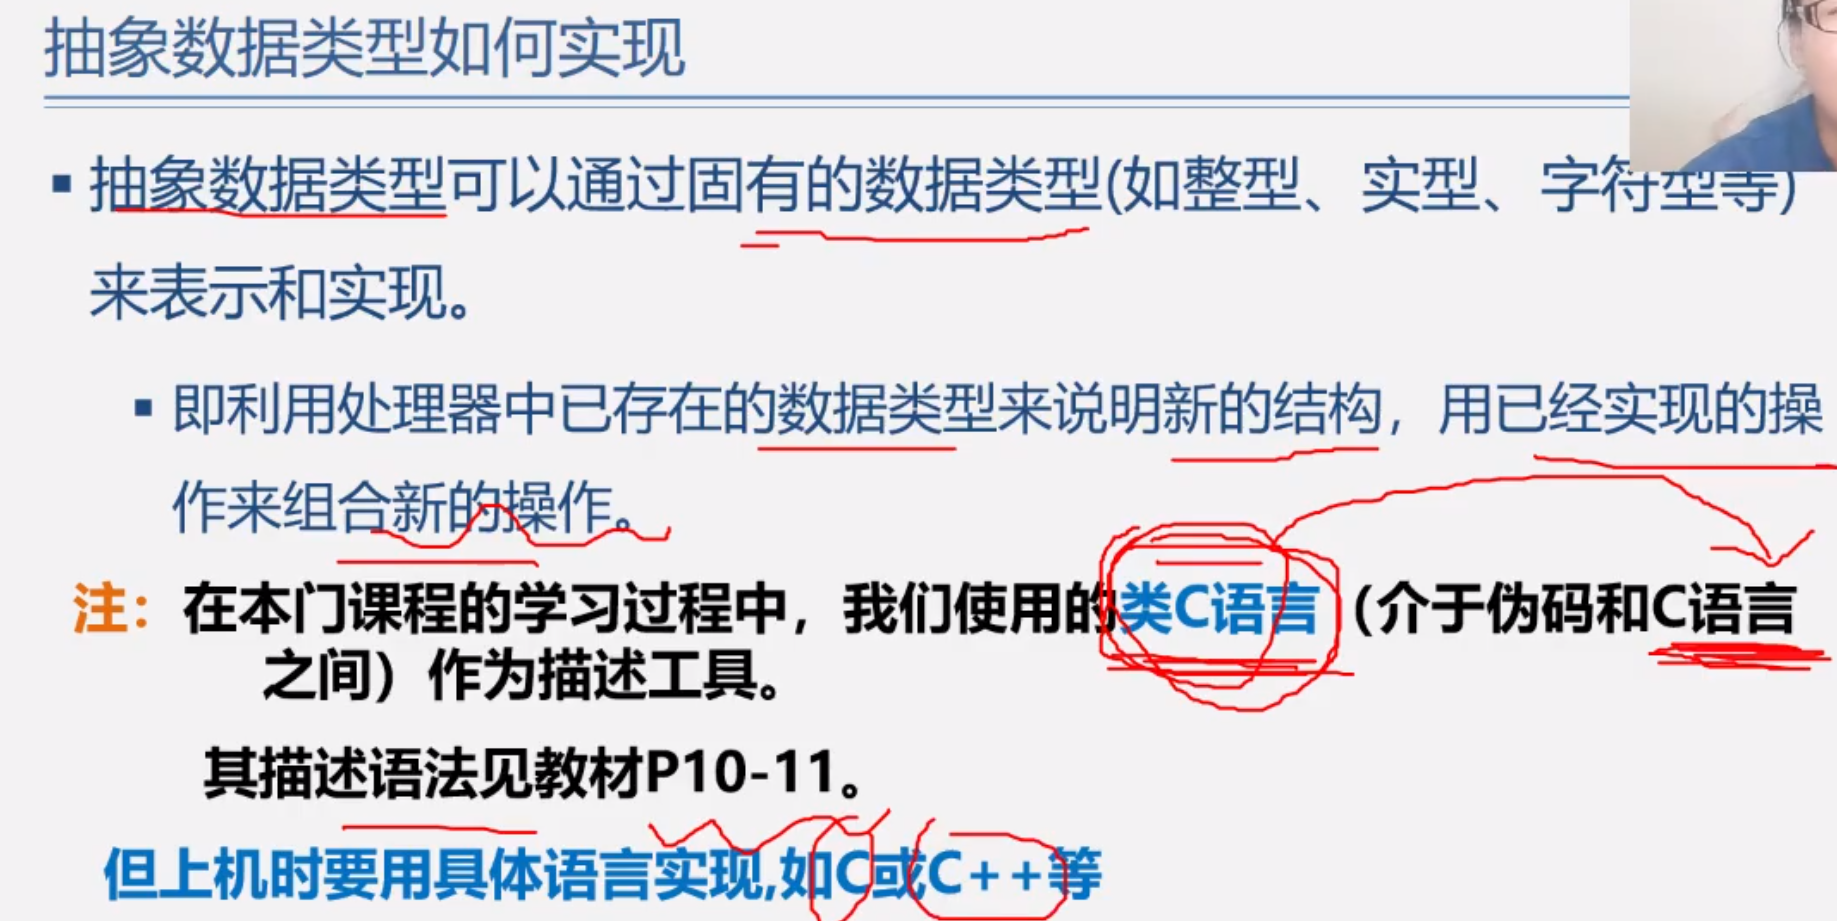 抽象数据类型如何实现
抽象数据类型可以通过固有的数据类型(如整型、实型、字符型等)
来表示和实现。
即利用处理器中已存在的数据类型来说明新的结构，用已经实现的操
作来组合新的操作。
注：在本门课程的学习过程中，我们使用的类C语言（介于伪码和C语言
之间）作为描述工具。
其描述语法见教材P10-11。
但上机时要用具体语言实现,如C或C++等